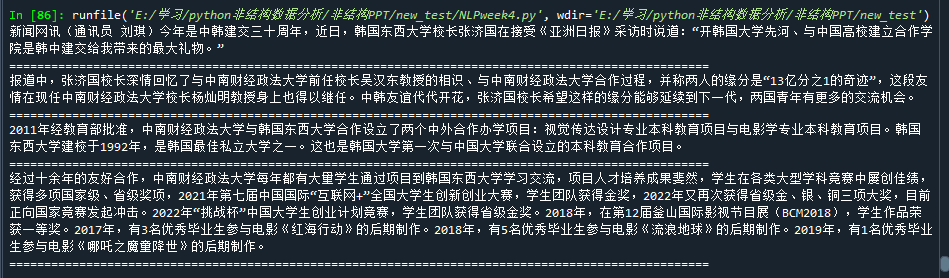 In [86]: runfile('E:/学习/python非结构数据分析/非结构PPT/new_test/NLPweek4.py', wdir='E:/学习/python非结构数据分析/非结构PPT/new_test')
新闻网讯（通讯员 刘琪）今年是中韩建交三十周年，近日，韩国东西大学校长张济国在接受《亚洲日报》采访时说道：“开韩国大学先河、与中国高校建立合作学
院是韩中建交给我带来的最大礼物。”
====================================================================================================
报道中，张济国校长深情回忆了与中南财经政法大学前任校长吴汉东教授的相识、与中南财经政法大学合作过程，并称两人的缘分是“13亿分之1的奇迹”，这段友
情在现任中南财经政法大学校长杨灿明教授身上也得以继任。中韩友谊代代开花，张济国校长希望这样的缘分能够延续到下一代，两国青年有更多的交流机会。
====================================================================================================
2011年经教育部批准，中南财经政法大学与韩国东西大学合作设立了两个中外合作办学项目：视觉传达设计专业本科教育项目与电影学专业本科教育项目。韩国
东西大学建校于1992年，是韩国最佳私立大学之一。这也是韩国大学第一次与中国大学联合设立的本科教育合作项目。
====================================================================================================
经过十余年的友好合作，中南财经政法大学每年都有大量学生通过项目到韩国东西大学学习交流，项目人才培养成果斐然，学生在各类大型学科竞赛中屡创佳绩，
获得多项国家级、省级奖项，2021年第七届中国国际“互联网+”全国大学生创新创业大赛，学生团队获得金奖，2022年又再次获得省级金、银、铜三项大奖，目前
正向国家竞赛发起冲击。2022年“挑战杯”中国大学生创业计划竞赛，学生团队获得省级金奖。2018年，在第12届釜山国际影视节目展（BCM2018），学生作品荣
获一等奖。2017年，有3名优秀毕业生参与电影《红海行动》的后期制作。2018年，有5名优秀毕业生参与电影《流浪地球》的后期制作。2019年，有1名优秀毕业
生参与电影《哪吒之魔童降世》的后期制作。
====================================================================================================